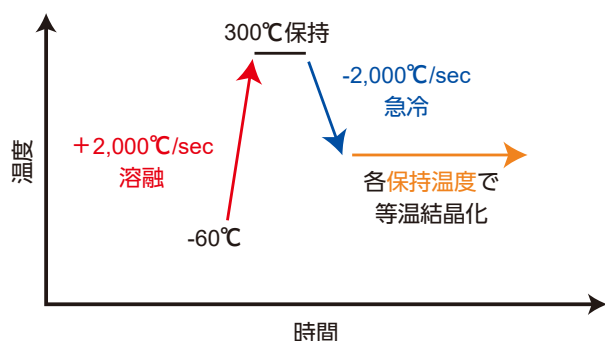 300℃保持
-2,000℃/sec
急冷
＋2,000℃/sec
溶融
各保持温度で
等温結晶化
-60℃
温度
時間